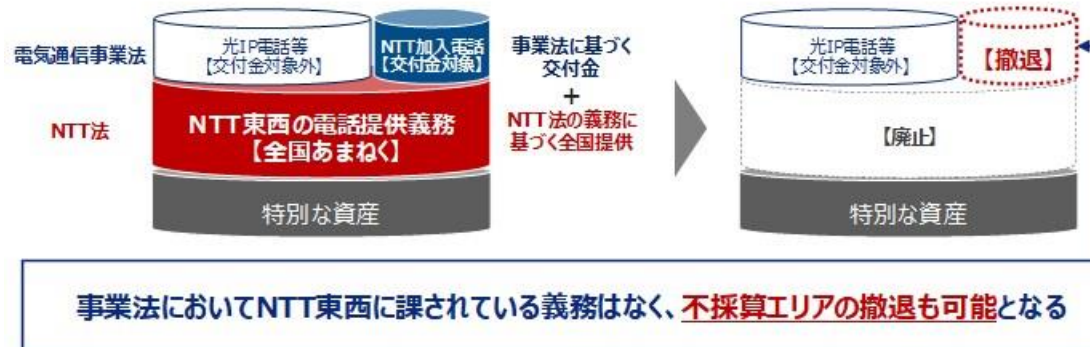 電気通信事業法
光IP電話等
【交付金対象外】
NTT加入電話
【交付金対象】
NTT法
NTT東西の電話提供義務
【全国あまねく】
特別な資産
事業法に基づく
交付金
+
NTT法の義務に
基づく全国提供
光IP電話等
【交付金対象外】
【撤退】
【廃止】
特別な資産
事業法においてNTT東西に課されている義務はなく、不採算エリアの撤退も可能となる